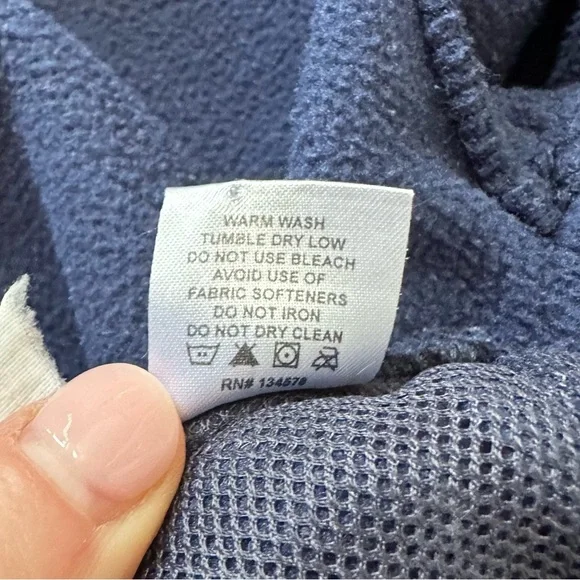 WARM WASH
TUMBLE DRY LOW
DO NOT USE BLEACH
AVOID USE OF
FABRIC SOFTENERS
DO NOT IRON
DO NOT DRY CLEAN
RN# 134579